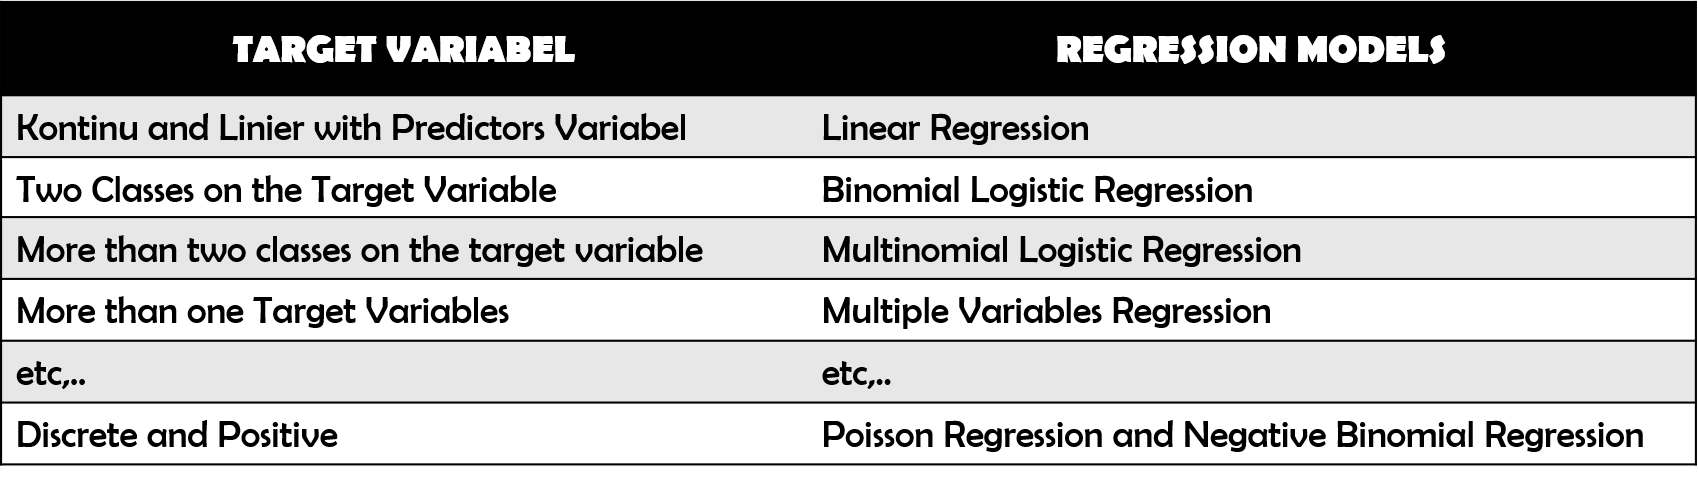 TARGET VARIABEL REGRESSION MODELS
Kontinu and Linier with Predictors Variabel Linear Regression
Two Classes on the Target Variable Binomial Logistic Regression
More than two classes on the target variable Multinomial Logistic Regression
More than one Target Variables Multiple Variables Regression
etc,.. etc,..
Discrete and Positive Poisson Regression and Negative Binomial Regression